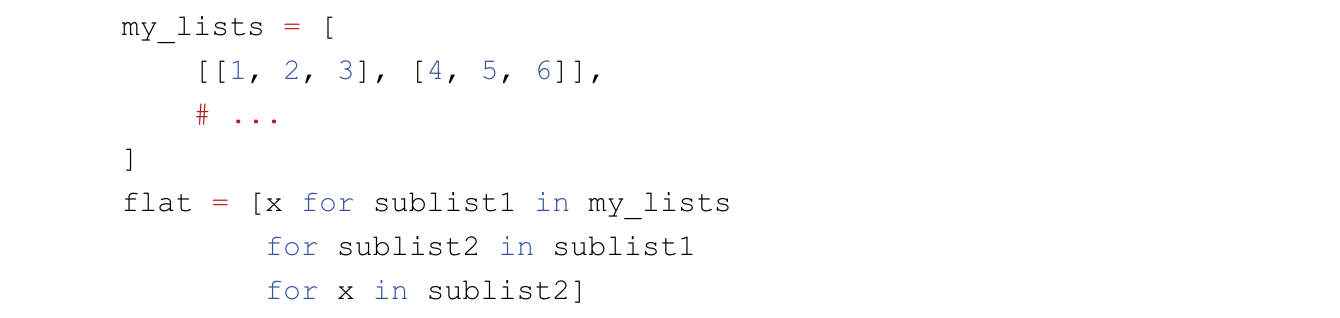 my_lists = [
    [[1, 2, 3], [4, 5, 6]],
    # ...
]
flat = [x for sublist1 in my_lists
        for sublist2 in sublist1
        for x in sublist2]